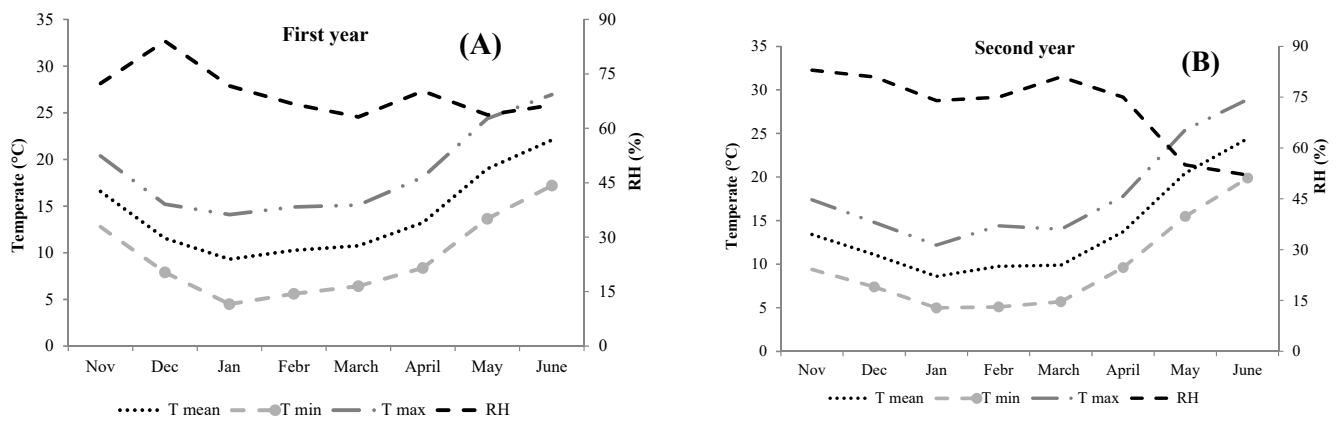 First year
(A)
35
30
25
20
15
10
5
0
Temperate (°C)
90
75
60
45
30
15
0
RH (%)
Nov Dec Jan Febr March April May June
T mean T min T max RH
Second year
(B)
35
30
25
20
15
10
5
0
Temperate (°C)
90
75
60
45
30
15
0
RH (%)
Nov Dec Jan Febr March April May June
T mean T min T max RH